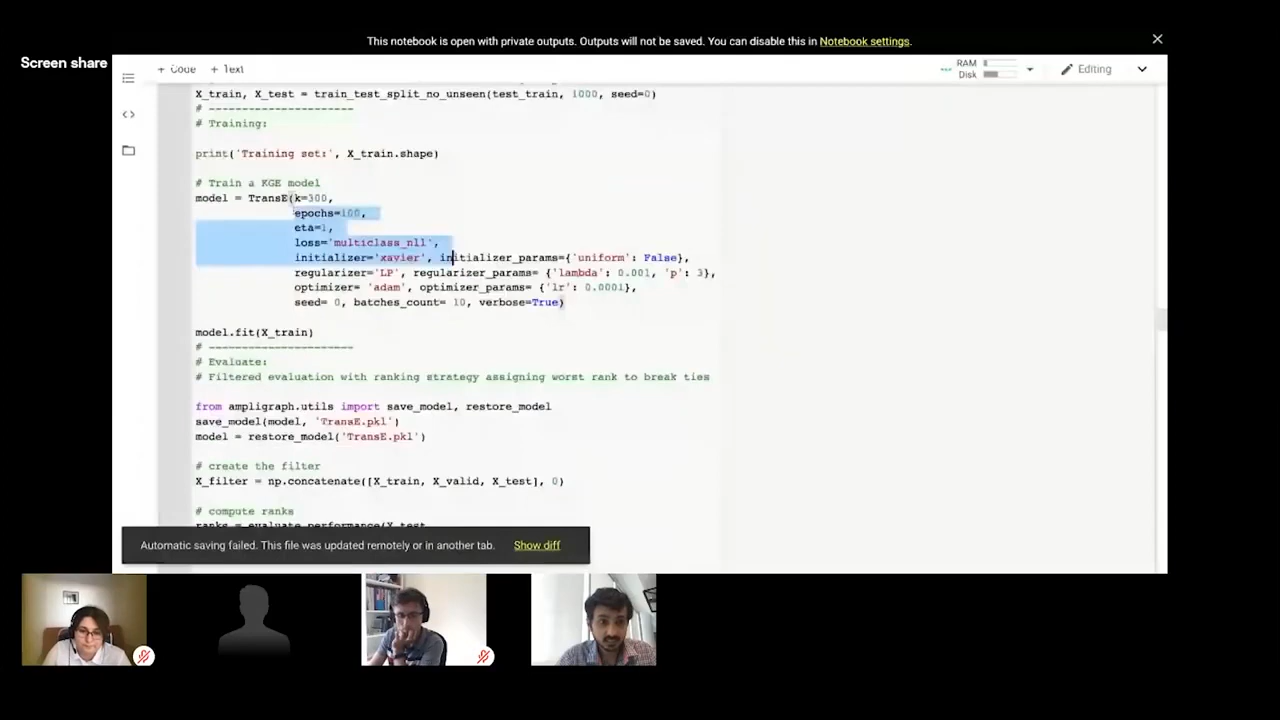 This notebook is open with private outputs. Outputs will not be saved. You can disable this in Notebook settings.
Screen share
+ Code + Text
RAM
Disk
Editing
X_train, X_test = train_test_split_no_unseen(test_train, 1000, seed=0)
# ----------------------
# Training:
print('Training set:', X_train.shape)
# Train a KGE model
model = TransE(k=300,
epochs=100,
eta=1,
loss='multiclass_nll',
initializer='xavier', initializer_params={'uniform': False},
regularizer='LP', regularizer_params= {'lambda': 0.001, 'p': 3},
optimizer= 'adam', optimizer_params= {'lr': 0.0001},
seed= 0, batches_count= 10, verbose=True)
model.fit(X_train)
# ----------------------
# Evaluate:
# Filtered evaluation with ranking strategy assigning worst rank to break ties
from ampligraph.utils import save_model, restore_model
save_model(model, 'TransE.pkl')
model = restore_model('TransE.pkl')
# create the filter
X_filter = np.concatenate([X_train, X_valid, X_test], 0)
# compute ranks
ranks = evaluate_performance(X_test,
Automatic saving failed. This file was updated remotely or in another tab. Show diff